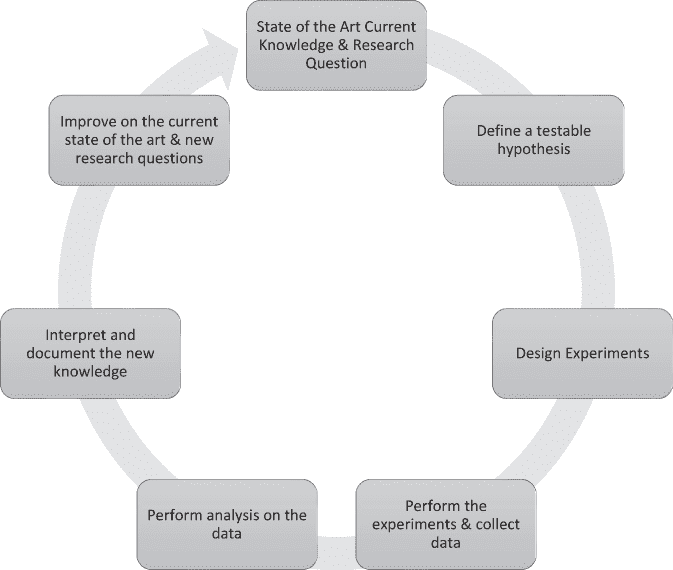 State of the Art Current
Knowledge & Research
Question
Define a testable
hypothesis
Design Experiments
Perform the
experiments & collect
data
Perform analysis on the
data
Interpret and
document the new
knowledge
Improve on the current
state of the art & new
research questions